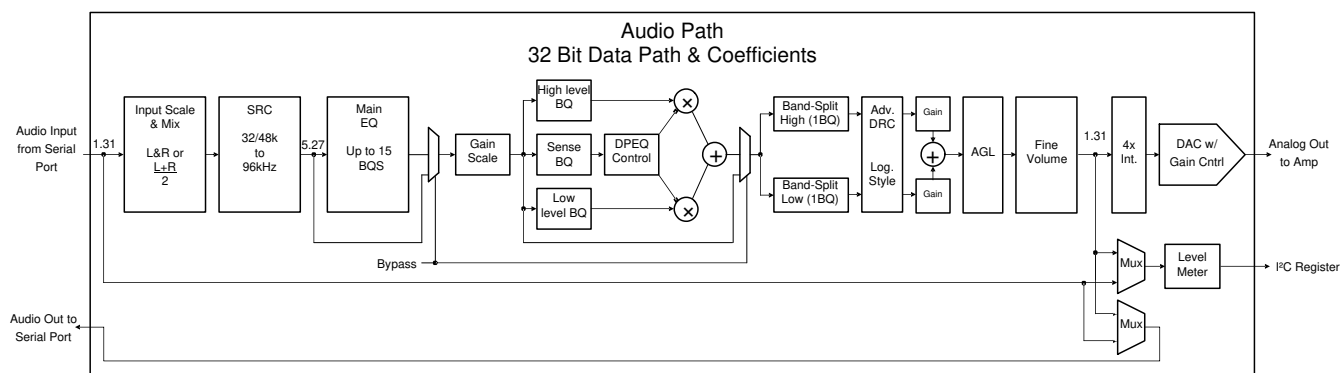 Audio Path
32 Bit Data Path & Coefficients
Audio Input
from Serial
Port
1.31
Input Scale
& Mix
L&R or
L+R
2
SRC
32/48k
to
96kHz
5.27
Main
EQ
Up to 15
BQS
Gain
Scale
High level
BQ
Sense
BQ
Low
level BQ
DPEQ
Control
×
×
+
Band-Split
High (1BQ)
Band-Split
Low (1BQ)
Adv.
DRC
Log.
Style
Gain
+
Gain
AGL
Fine
Volume
1.31
4x
Int.
DAC w/
Gain Cntrl
Analog Out
to Amp
Bypass
Mux
Level
Meter
I²C Register
Audio Out to
Serial Port
Mux